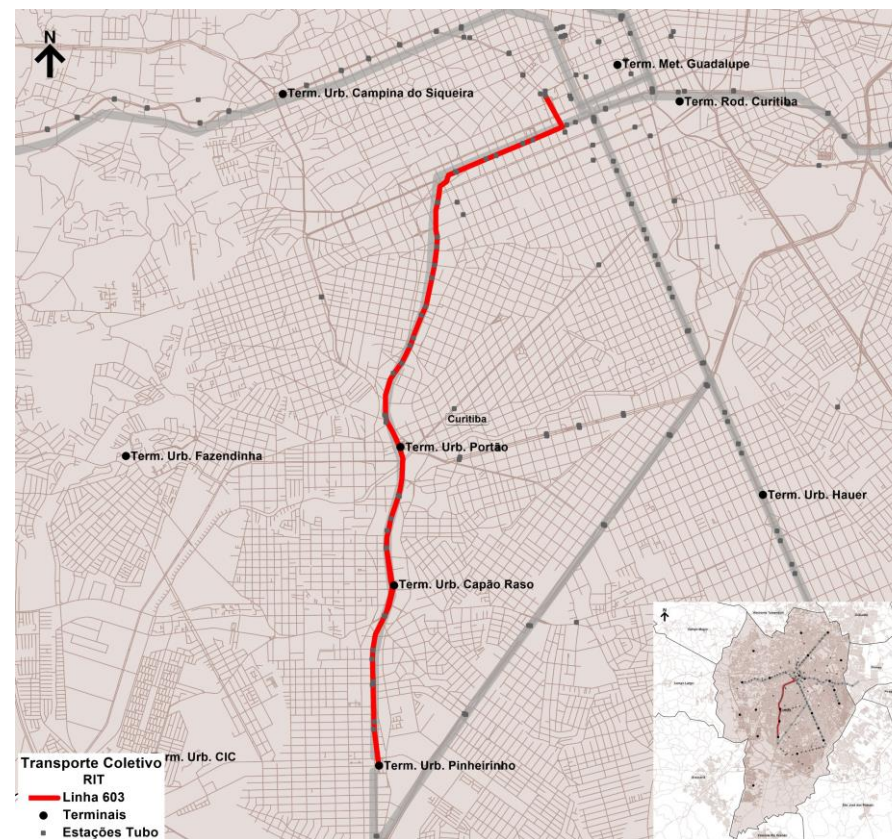 N
Term. Met. Guadalupe
Term. Urb. Campina do Siqueira
Term. Rod. Curitiba
Curitiba
Term. Urb. Portão
Term. Urb. Fazendinha
Term. Urb. Hauer
Term. Urb. Capão Raso
rm. Urb. CIC
Term. Urb. Pinheirinho
Transporte Coletivo
RIT
Linha 603
Terminais
Estações Tubo
N